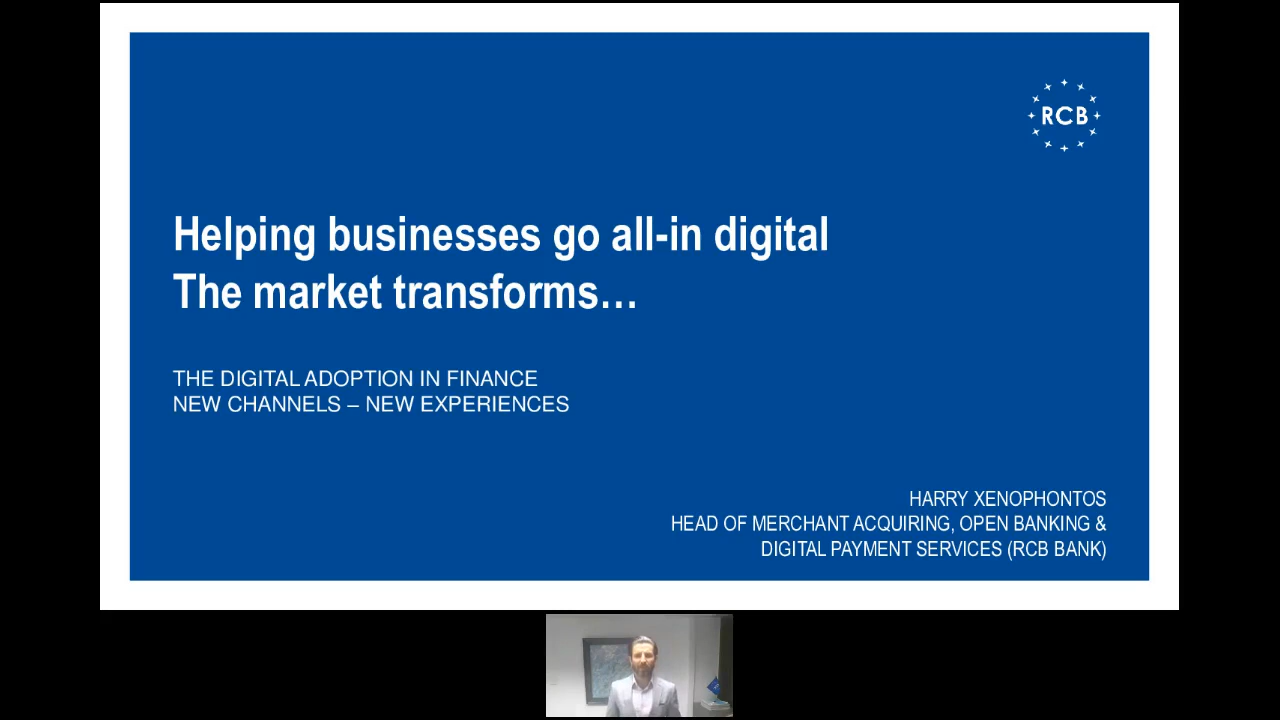 RCB
Helping businesses go all-in digital
The market transforms…
THE DIGITAL ADOPTION IN FINANCE
NEW CHANNELS – NEW EXPERIENCES
HARRY XENOPHONTOS
HEAD OF MERCHANT ACQUIRING, OPEN BANKING &
DIGITAL PAYMENT SERVICES (RCB BANK)